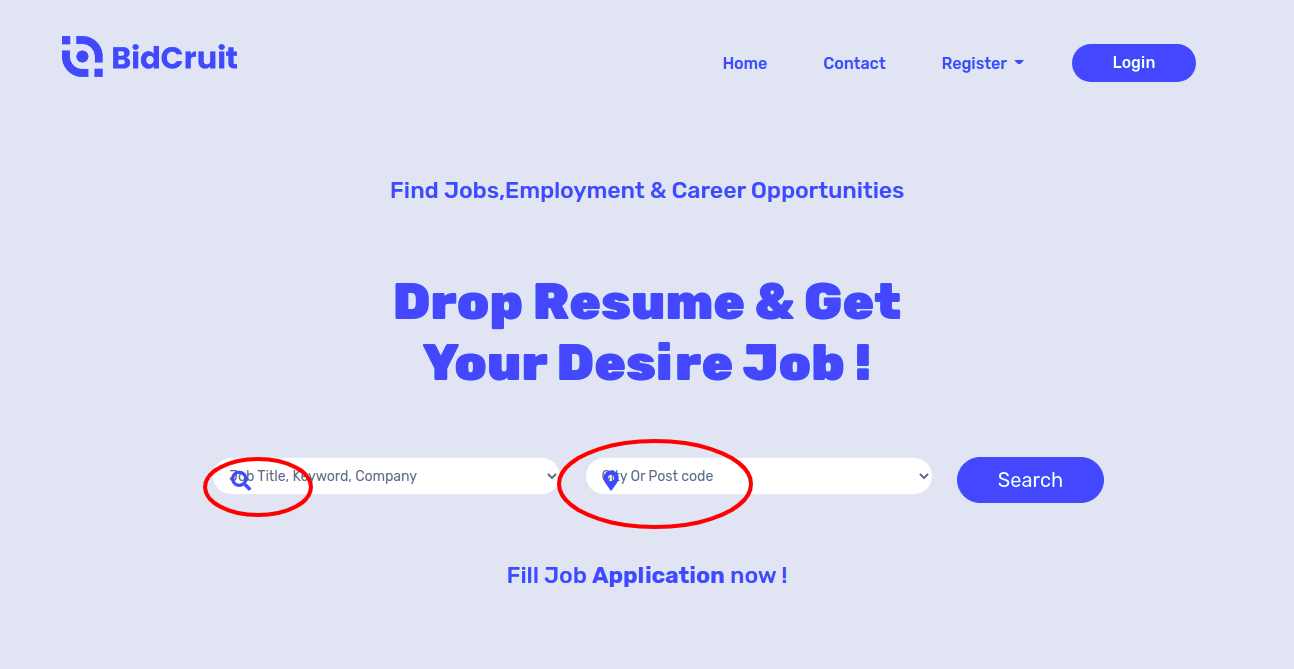 BidCruit
Home Contact Register Login
Find Jobs,Employment & Career Opportunities
Drop Resume & Get
Your Desire Job !
Job Title, Keyword, Company City Or Post code Search
Fill Job Application now !